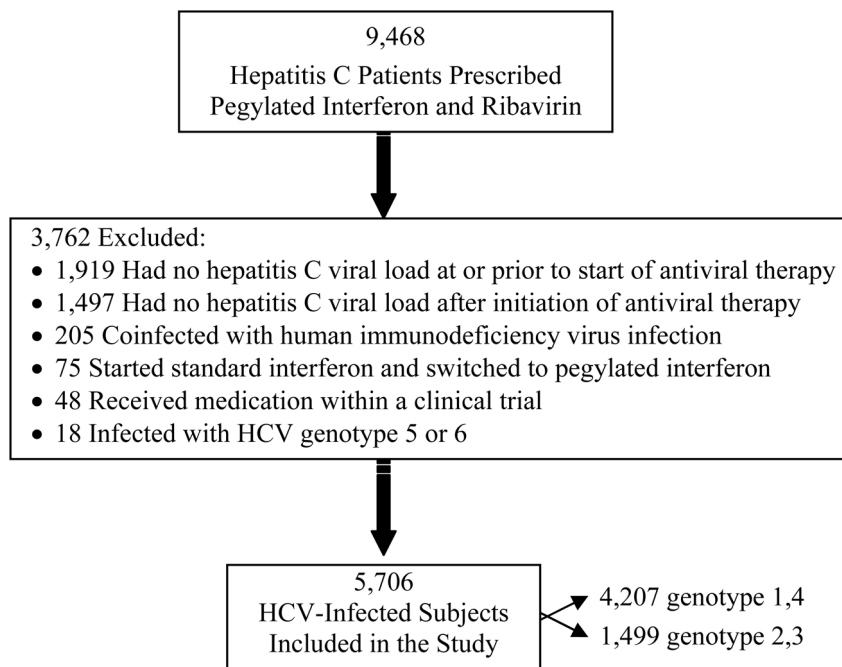 9,468
Hepatitis C Patients Prescribed
Pegylated Interferon and Ribavirin
3,762 Excluded:
• 1,919 Had no hepatitis C viral load at or prior to start of antiviral therapy
• 1,497 Had no hepatitis C viral load after initiation of antiviral therapy
• 205 Coinfected with human immunodeficiency virus infection
• 75 Started standard interferon and switched to pegylated interferon
• 48 Received medication within a clinical trial
• 18 Infected with HCV genotype 5 or 6
5,706
HCV-Infected Subjects
Included in the Study
4,207 genotype 1,4
1,499 genotype 2,3